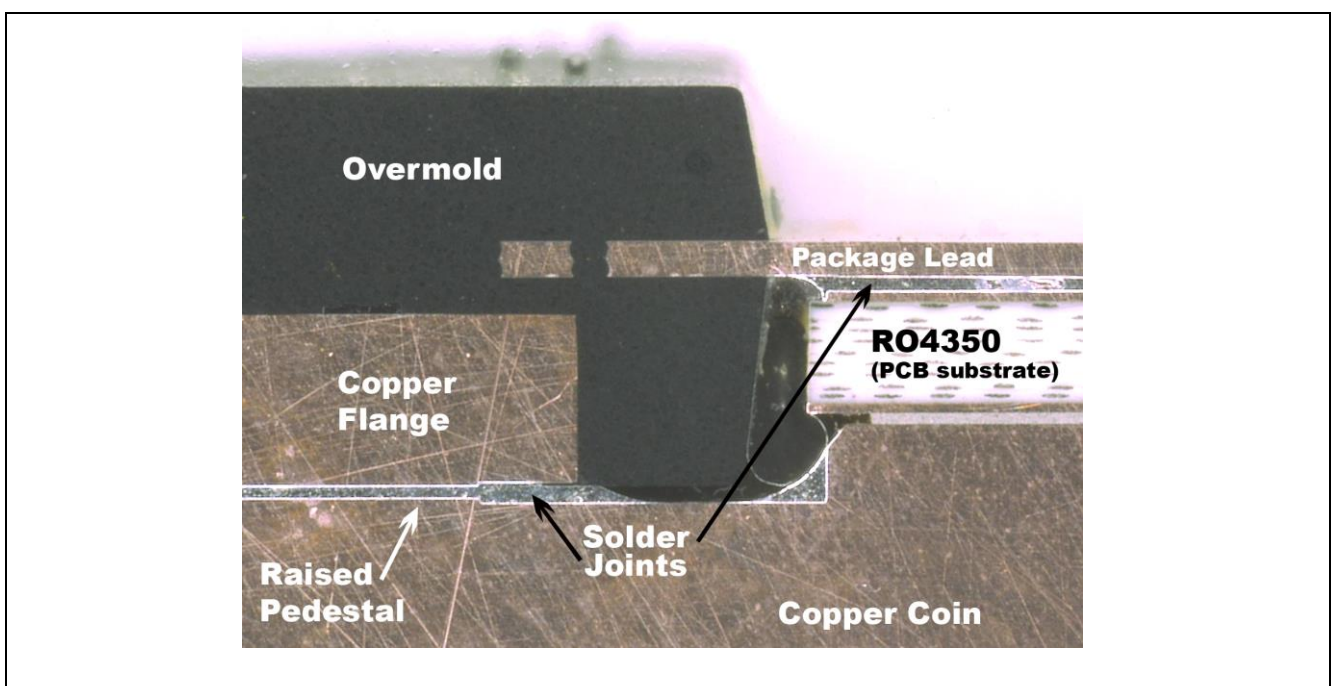 Overmold
Package Lead
RO4350
(PCB substrate)
Copper
Flange
Solder
Joints
Raised
Pedestal
Copper Coin